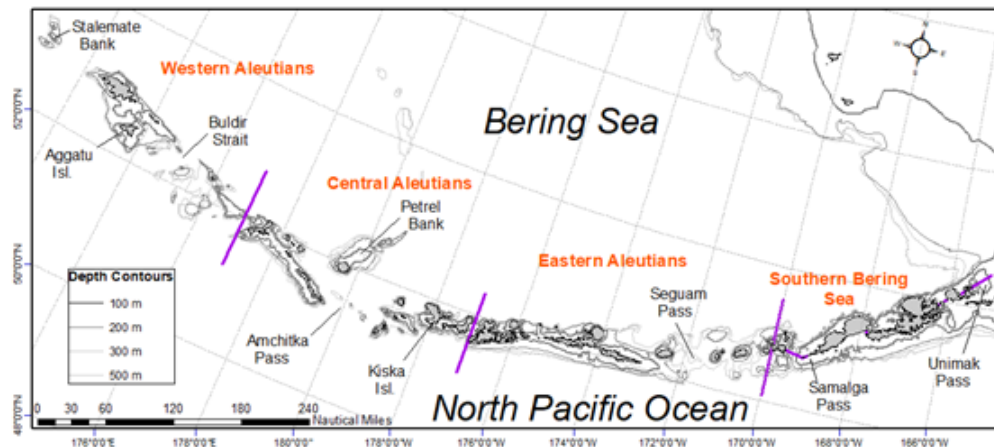 Stalemate
Bank
Western Aleutians
N
W
E
S
52°0'0"N
Bering Sea
Buldir
Strait
Aggatu
Isl.
Central Aleutians
Petrel
Bank
50°0'0"N
Eastern Aleutians
Depth Contours
100 m
200 m
300 m
500 m
Seguam
Pass
Southern Bering
Sea
Amchitka
Pass
Kiska
Isl.
Unimak
Pass
Samalga
Pass
North Pacific Ocean
0 30 60 120 180 240
Nautical Miles
48°0'0"N
176°0'0"E 178°0'0"E 180°0'0" 178°0'0"W 176°0'0"W 174°0'0"W 172°0'0"W 170°0'0"W 168°0'0"W 166°0'0"W